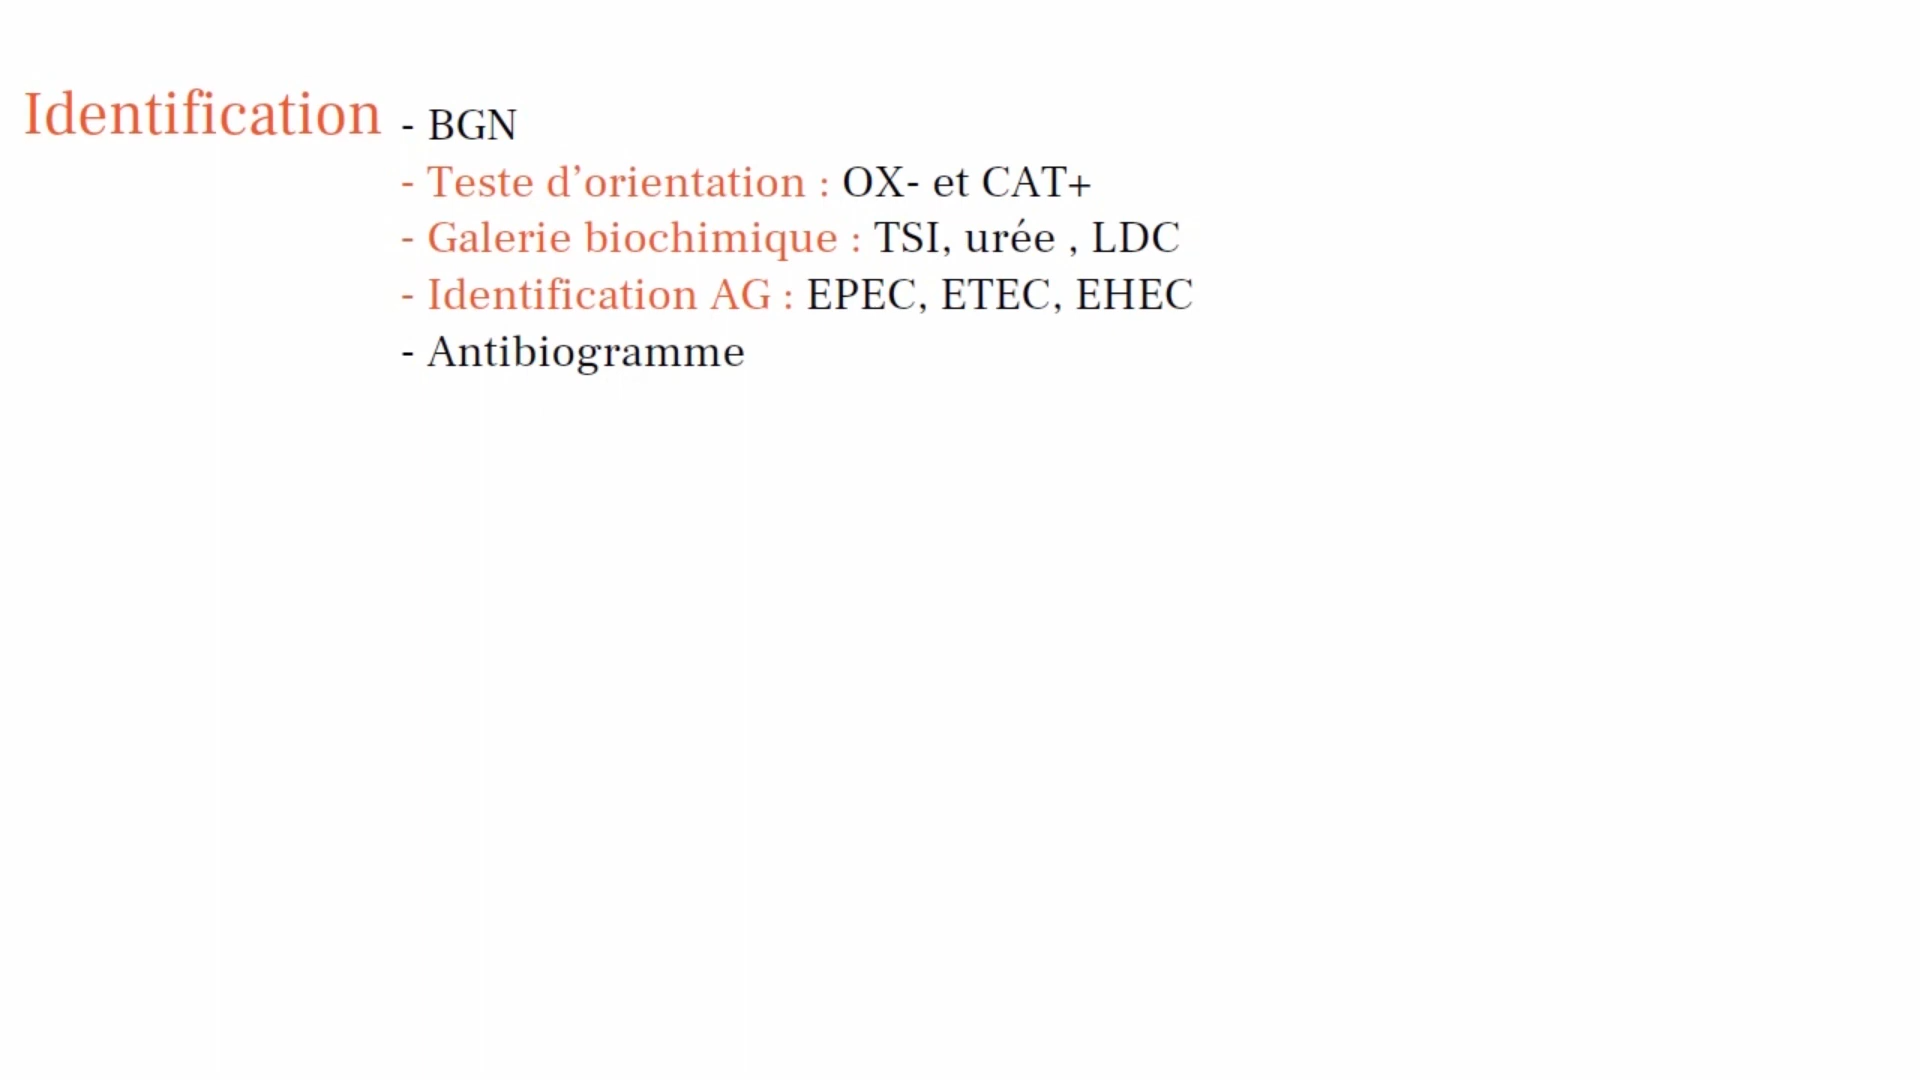 Identification
- BGN
- Teste d’orientation : OX- et CAT+
- Galerie biochimique : TSI, urée , LDC
- Identification AG : EPEC, ETEC, EHEC
- Antibiogramme